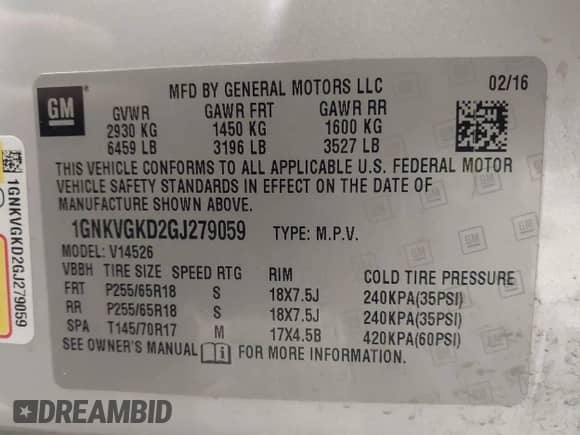 GM
MFD BY GENERAL MOTORS LLC 02/16
GVWR GAWR FRT GAWR RR
2930 KG 1450 KG 1600 KG
6459 LB 3196 LB 3527 LB
THIS VEHICLE CONFORMS TO ALL APPLICABLE U.S. FEDERAL MOTOR
VEHICLE SAFETY STANDARDS IN EFFECT ON THE DATE OF
MANUFACTURE SHOWN ABOVE.
1GNKVGKD2GJ279059 TYPE: M.P.V.
MODEL: V14526
VBBH TIRE SIZE SPEED RTG RIM COLD TIRE PRESSURE
FRT P255/65R18 S 18X7.5J 240KPA(35PSI)
RR P255/65R18 S 18X7.5J 240KPA(35PSI)
SPA T145/70R17 M 17X4.5B 420KPA(60PSI)
SEE OWNER'S MANUAL i FOR MORE INFORMATION.
1GNKVGKD2GJ279059
DREAMBID